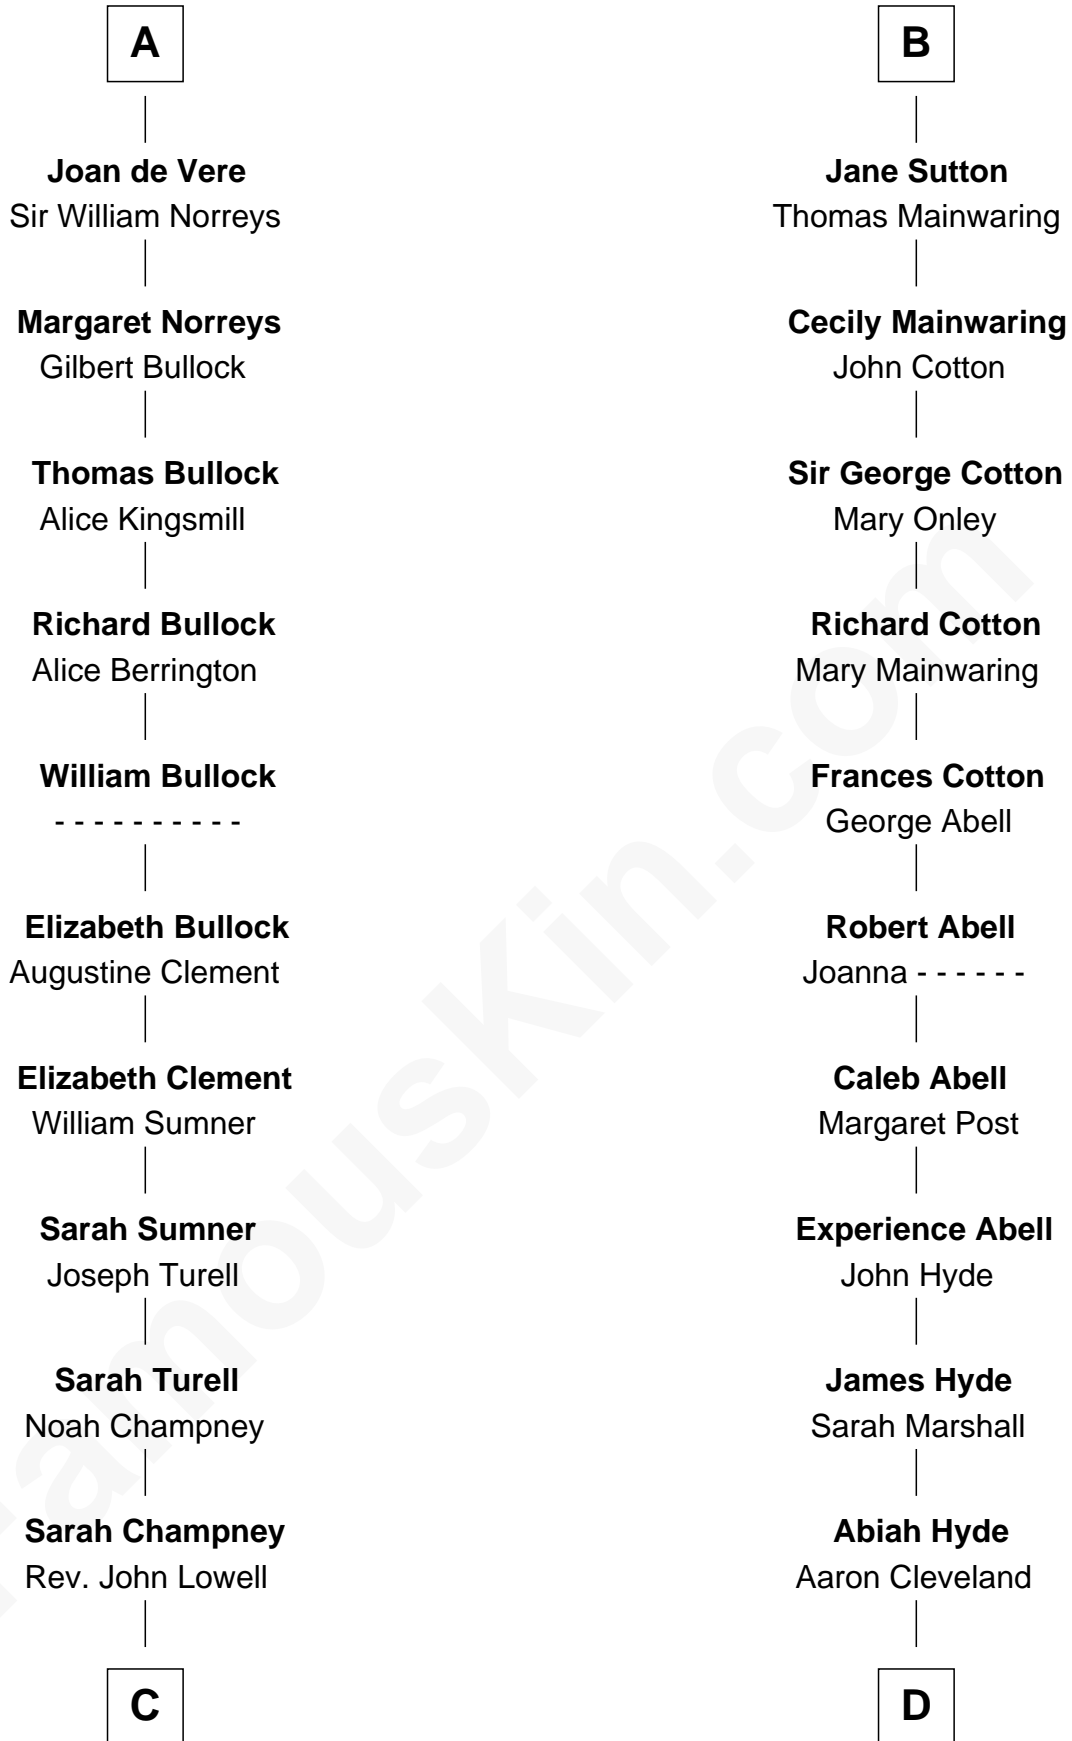 A
Joan de Vere
Sir William Norreys
Margaret Norreys
Gilbert Bullock
Thomas Bullock
Alice Kingsmill
Richard Bullock
Alice Berrington
William Bullock
- - - - - - - - - -
Elizabeth Bullock
Augustine Clement
Elizabeth Clement
William Sumner
Sarah Sumner
Joseph Turell
Sarah Turell
Noah Champney
Sarah Champney
Rev. John Lowell
C
B
Jane Sutton
Thomas Mainwaring
Cecily Mainwaring
John Cotton
Sir George Cotton
Mary Onley
Richard Cotton
Mary Mainwaring
Frances Cotton
George Abell
Robert Abell
Joanna - - - - - -
Caleb Abell
Margaret Post
Experience Abell
John Hyde
James Hyde
Sarah Marshall
Abiah Hyde
Aaron Cleveland
D
FamousKin.com